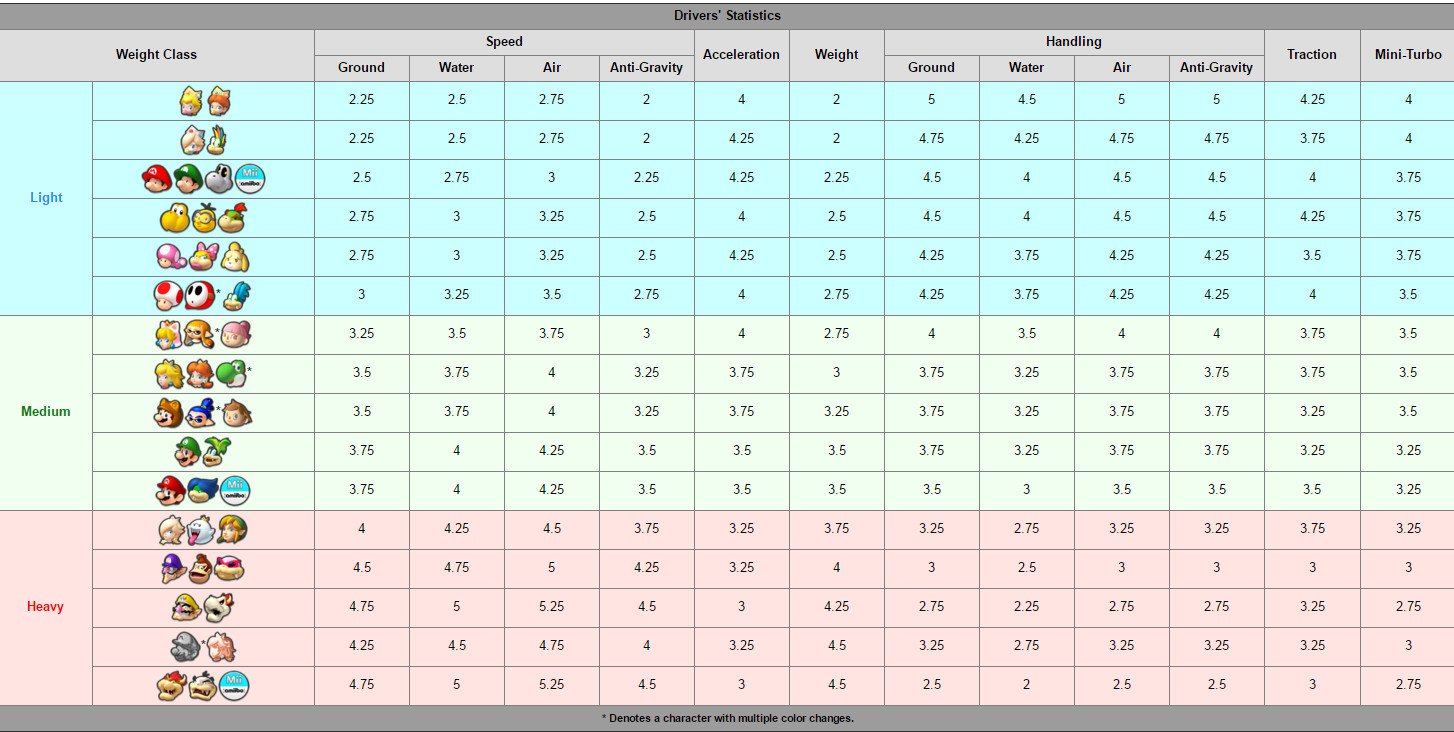 Drivers' Statistics
Weight Class Speed Acceleration Weight Handling Traction Mini-Turbo
Ground Water Air Anti-Gravity Ground Water Air Anti-Gravity
Light
2.25 2.5 2.75 2 4 2 5 4.5 5 5 4.25 4
2.25 2.5 2.75 2 4.25 2 4.75 4.25 4.75 4.75 3.75 4
Mii amiibo 2.5 2.75 3 2.25 4.25 2.25 4.5 4 4.5 4.5 4 3.75
2.75 3 3.25 2.5 4 2.5 4.5 4 4.5 4.5 4.25 3.75
2.75 3 3.25 2.5 4.25 2.5 4.25 3.75 4.25 4.25 3.5 3.75
* 3 3.25 3.5 2.75 4 2.75 4.25 3.75 4.25 4.25 4 3.5
Medium
* 3.25 3.5 3.75 3 4 2.75 4 3.5 4 4 3.75 3.5
* 3.5 3.75 4 3.25 3.75 3 3.75 3.25 3.75 3.75 3.75 3.5
* 3.5 3.75 4 3.25 3.75 3.25 3.75 3.25 3.75 3.75 3.25 3.5
3.75 4 4.25 3.5 3.5 3.5 3.75 3.25 3.75 3.75 3.25 3.25
Mii amiibo 3.75 4 4.25 3.5 3.5 3.5 3.5 3 3.5 3.5 3.5 3.25
Heavy
4 4.25 4.5 3.75 3.25 3.75 3.25 2.75 3.25 3.25 3.75 3.25
4.5 4.75 5 4.25 3.25 4 3 2.5 3 3 3 3
4.75 5 5.25 4.5 3 4.25 2.75 2.25 2.75 2.75 3.25 2.75
* 4.25 4.5 4.75 4 3.25 4.5 3.25 2.75 3.25 3.25 3.25 3
Mii amiibo 4.75 5 5.25 4.5 3 4.5 2.5 2 2.5 2.5 3 2.75
* Denotes a character with multiple color changes.